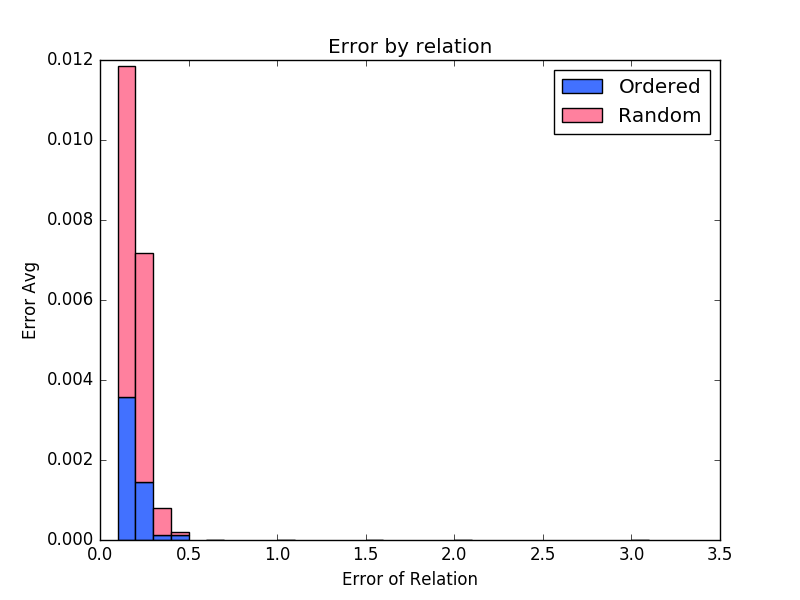 Error by relation
Ordered
Random
Error Avg
0.012
0.010
0.008
0.006
0.004
0.002
0.000
0.0 0.5 1.0 1.5 2.0 2.5 3.0 3.5
Error of Relation